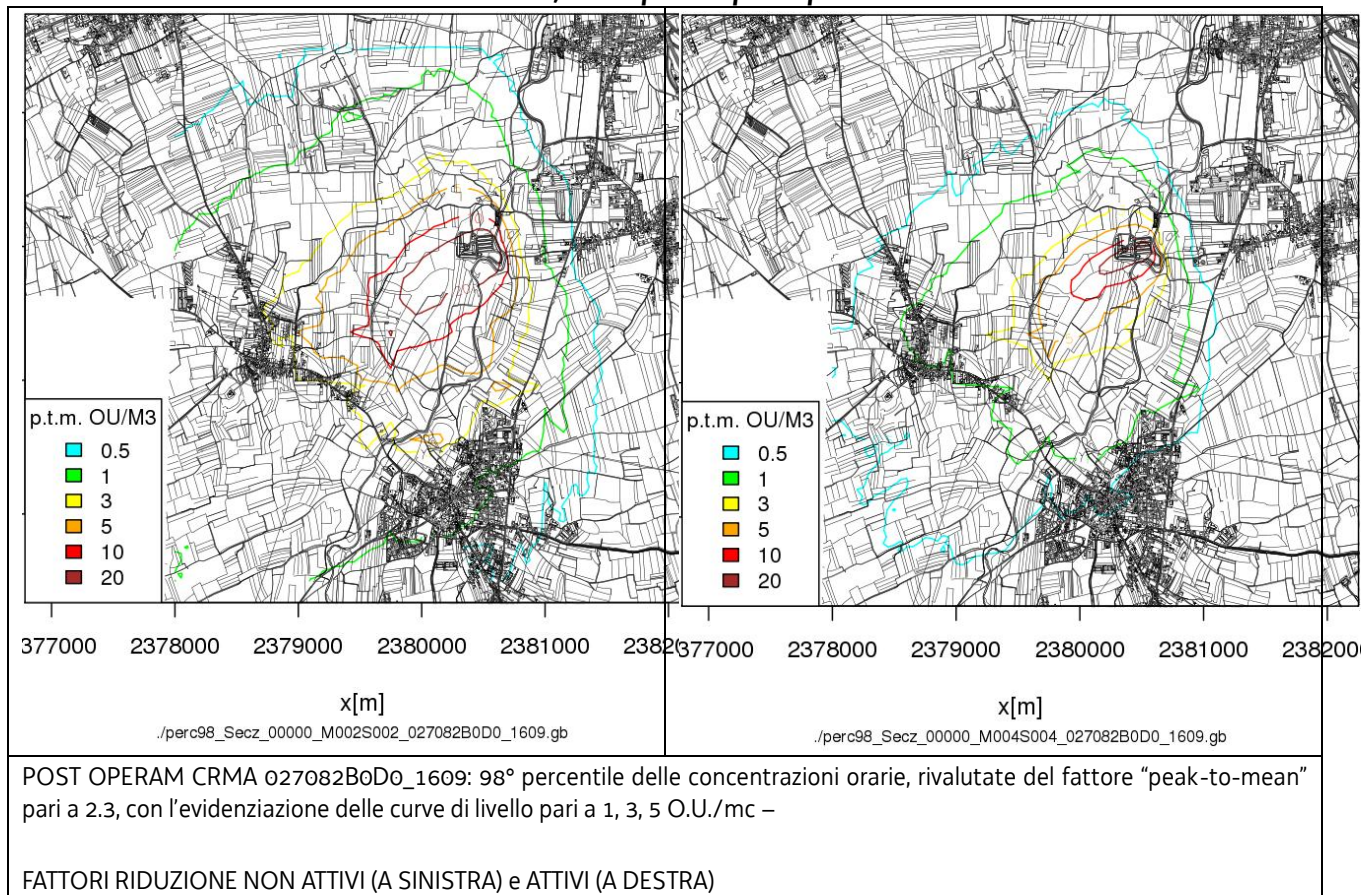 p.t.m. OU/M3
0.5
1
3
5
10
20
377000 2378000 2379000 2380000 2381000
x[m]
./perc98_Secz_00000_M002S002_027082B0D0_1609.gb
p.t.m. OU/M3
0.5
1
3
5
10
20
377000 2378000 2379000 2380000 2381000 238200
x[m]
./perc98_Secz_00000_M004S004_027082B0D0_1609.gb
POST OPERAM CRMA 027082B0D0_1609: 98° percentile delle concentrazioni orarie, rivalutate del fattore “peak-to-mean”
pari a 2.3, con l’evidenziazione delle curve di livello pari a 1, 3, 5 O.U./mc –
FATTORI RIDUZIONE NON ATTIVI (A SINISTRA) e ATTIVI (A DESTRA)